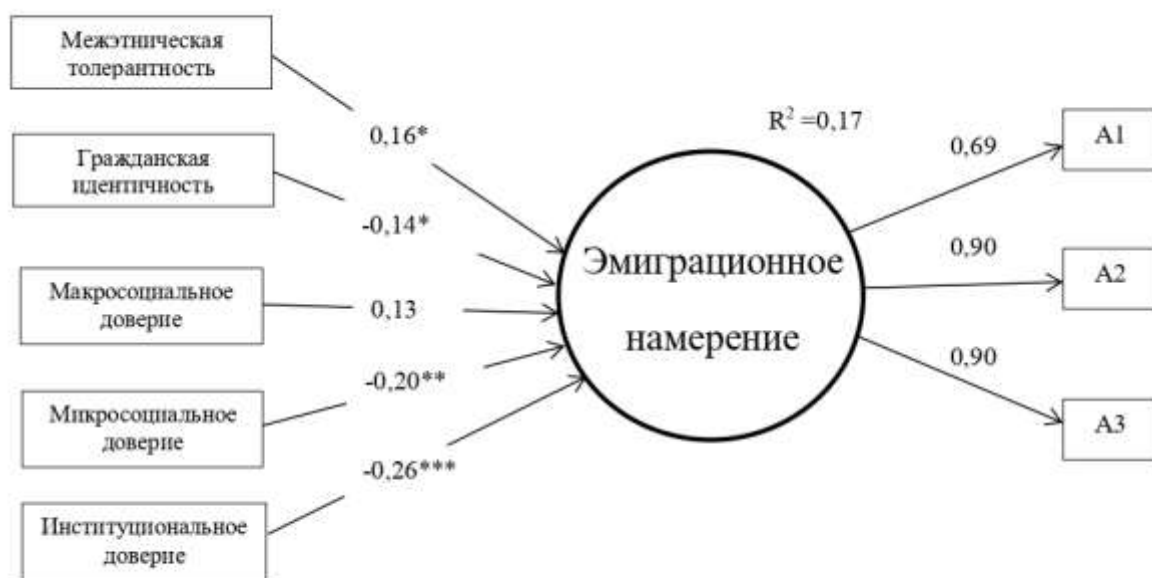 Межэтническая
толерантность
Гражданская
идентичность
Макросоциальное
доверие
Микросоциальное
доверие
Институциональное
доверие
0,16*
-0,14*
0,13
-0,20**
-0,26***
R² =0,17
Эмиграционное
намерение
0,69
0,90
0,90
A1
A2
A3